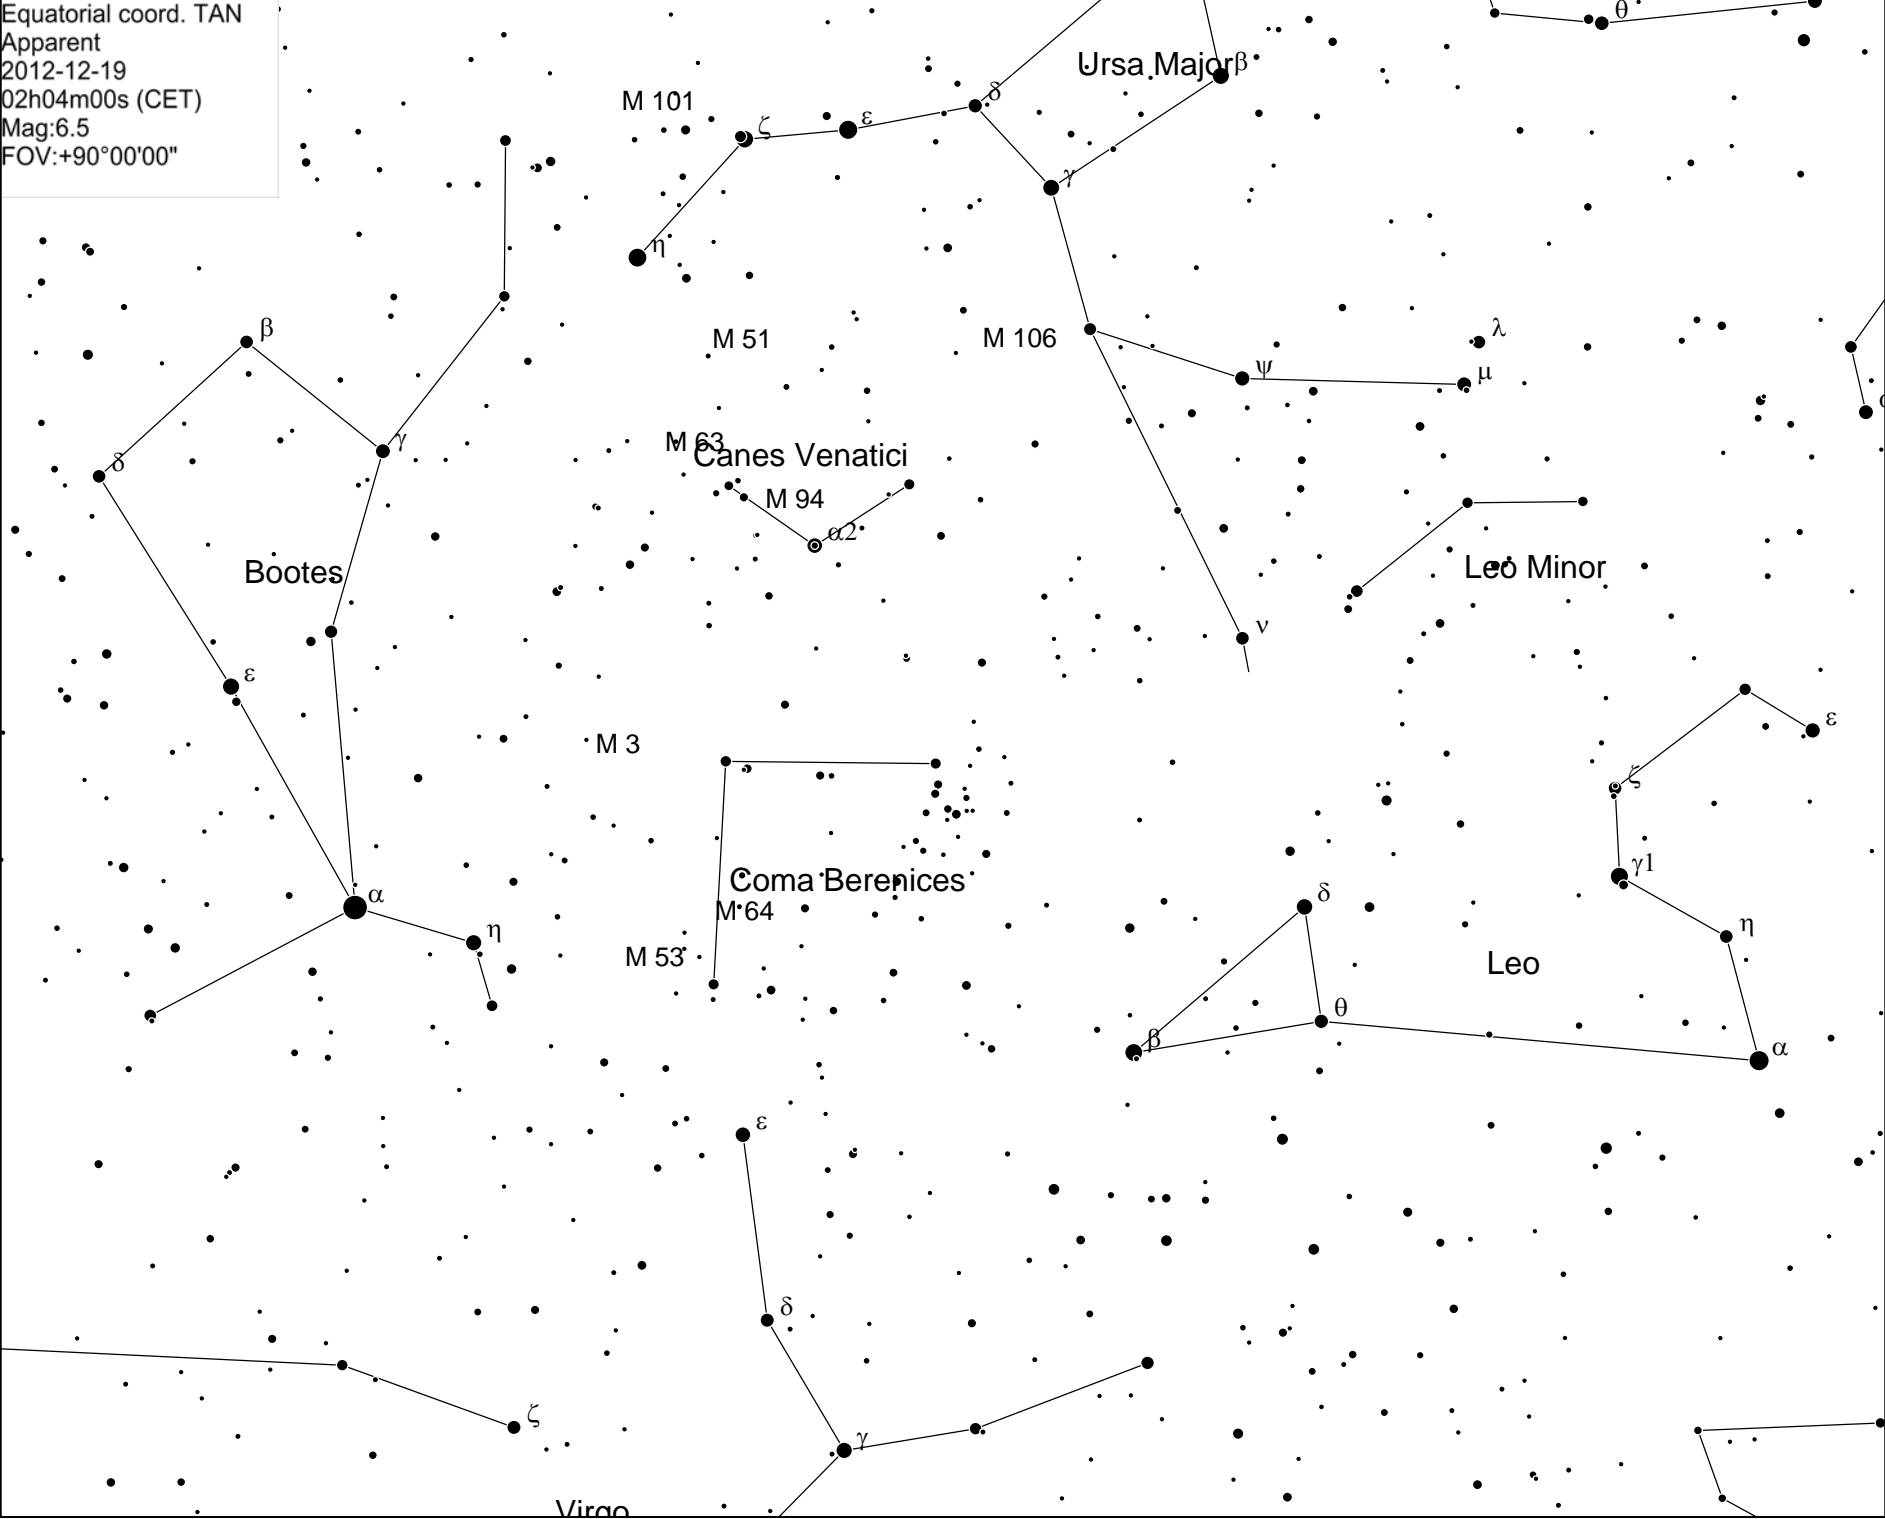 Equatorial coord. TAN
Apparent
2012-12-19
02h04m00s (CET)
Mag:6.5
FOV:+90°00'00"
θ
Ursa Major β
M 101
δ
ζ
ε
γ
η
β
M 51
M 106
λ
ψ
μ
α
γ
δ
M 63
Canes Venatici
M 94
α2
Bootes
Leo Minor
ν
ε
ε
M 3
ζ
γ1
α
Coma Berenices
M 64
δ
η
η
M 53
Leo
θ
β
α
ε
δ
ζ
γ
Virgo